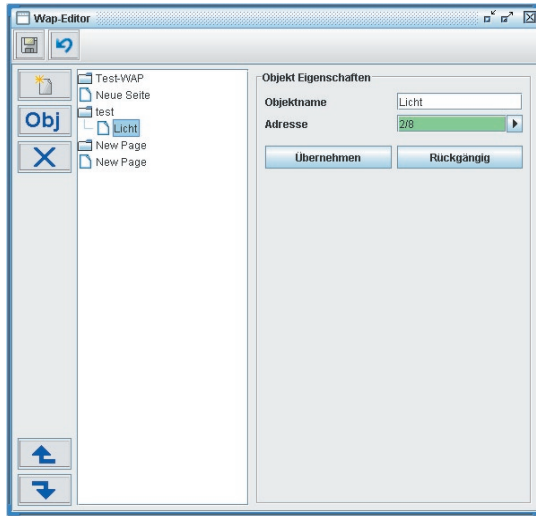 Wap-Editor
Obj
Test-WAP
Neue Seite
test
Licht
New Page
New Page
Objekt Eigenschaften
Objektname Licht
Adresse 2/8
Übernehmen Rückgängig